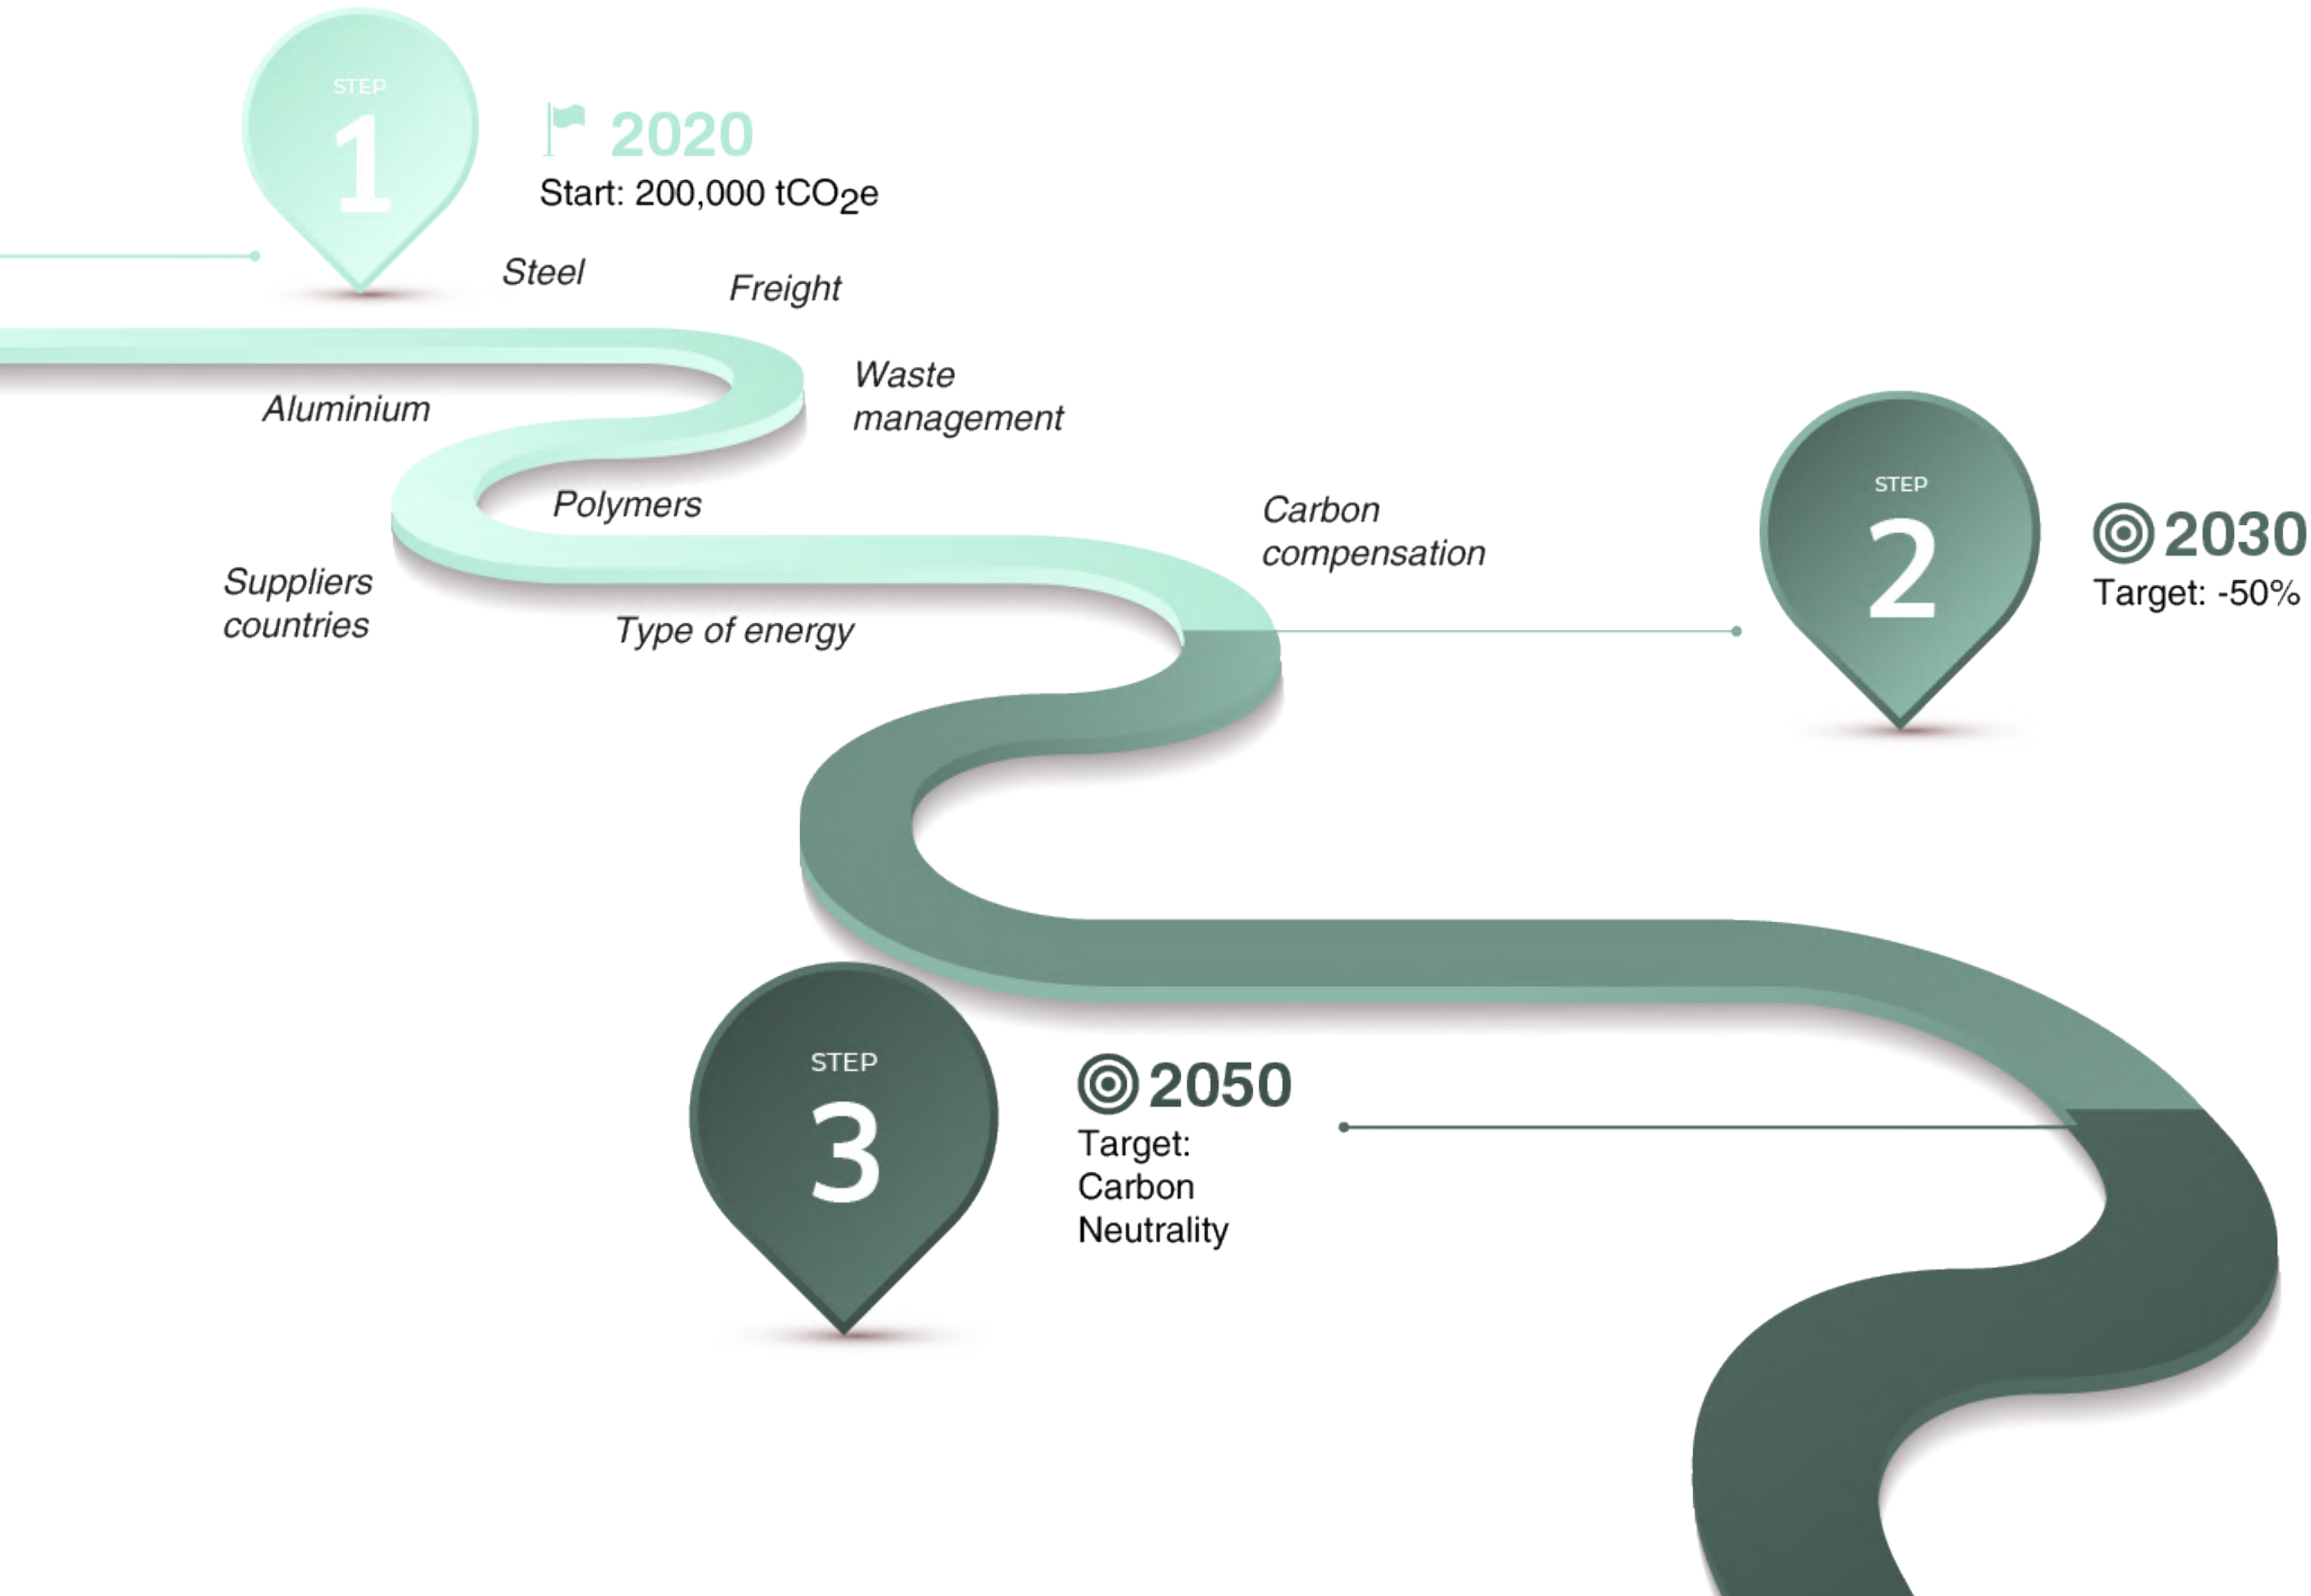 STEP
1
2020
Start: 200,000 tCO2e
Steel
Freight
Aluminium
Waste
management
Polymers
Suppliers
countries
Type of energy
Carbon
compensation
STEP
2
2030
Target: -50%
STEP
3
2050
Target:
Carbon
Neutrality